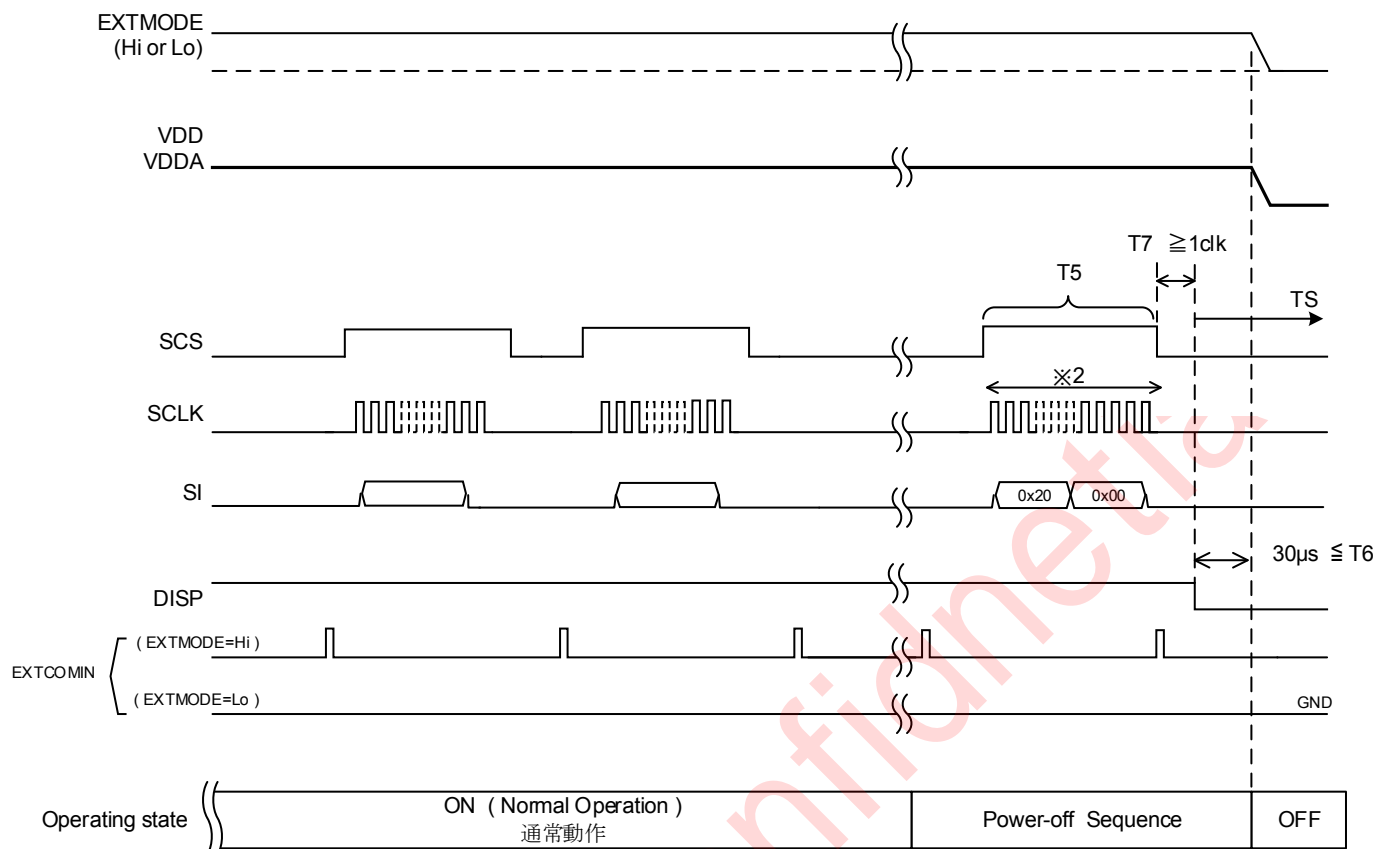 EXTMODE
(Hi or Lo)
VDD
VDDA
T7 ≧1clk
T5
TS
SCS
※2
SCLK
SI
0x20
0x00
30µs ≦ T6
DISP
( EXTMODE=Hi )
EXTCOMIN
( EXTMODE=Lo )
GND
Operating state
ON ( Normal Operation )
通常動作
Power-off Sequence
OFF
nfidnetia